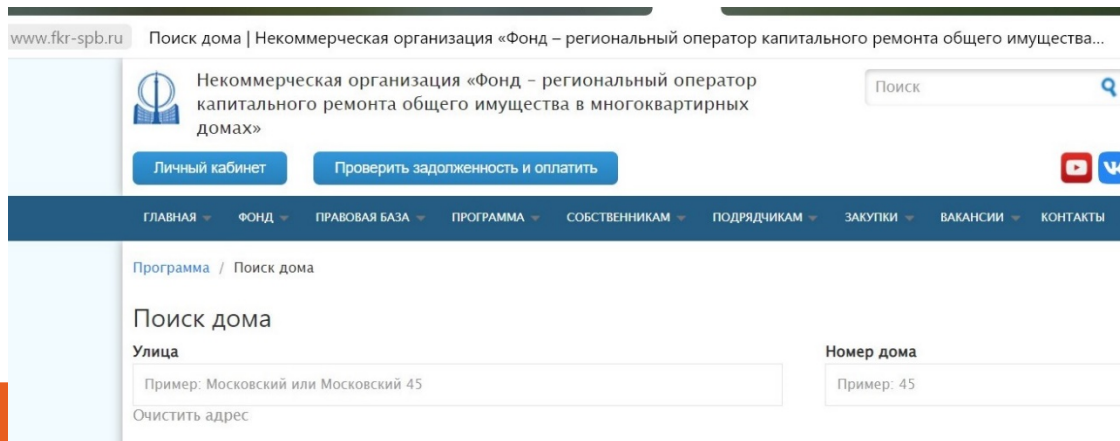 www.fkr-spb.ru Поиск дома | Некоммерческая организация «Фонд – региональный оператор капитального ремонта общего имущества...
Некоммерческая организация «Фонд – региональный оператор
капитального ремонта общего имущества в многоквартирных
домах»
Поиск
Личный кабинет Проверить задолженность и оплатить
ГЛАВНАЯ ФОНД ПРАВОВАЯ БАЗА ПРОГРАММА СОБСТВЕННИКАМ ПОДРЯДЧИКАМ ЗАКУПКИ ВАКАНСИИ КОНТАКТЫ
Программа / Поиск дома
Поиск дома
Улица Номер дома
Пример: Московский или Московский 45 Пример: 45
Очистить адрес